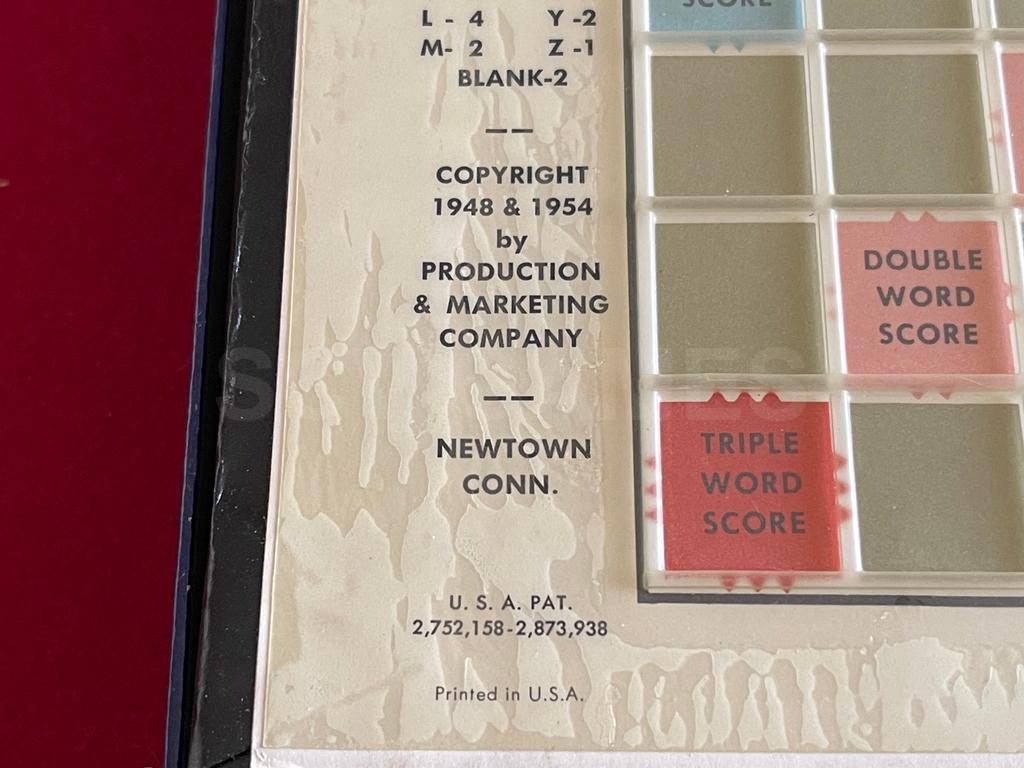 SCORE
L - 4 Y -2
M- 2 Z -1
BLANK-2
COPYRIGHT
1948 & 1954
by
PRODUCTION
& MARKETING
COMPANY
NEWTOWN
CONN.
U. S. A. PAT.
2,752,158-2,873,938
Printed in U.S.A.
DOUBLE
WORD
SCORE
TRIPLE
WORD
SCORE